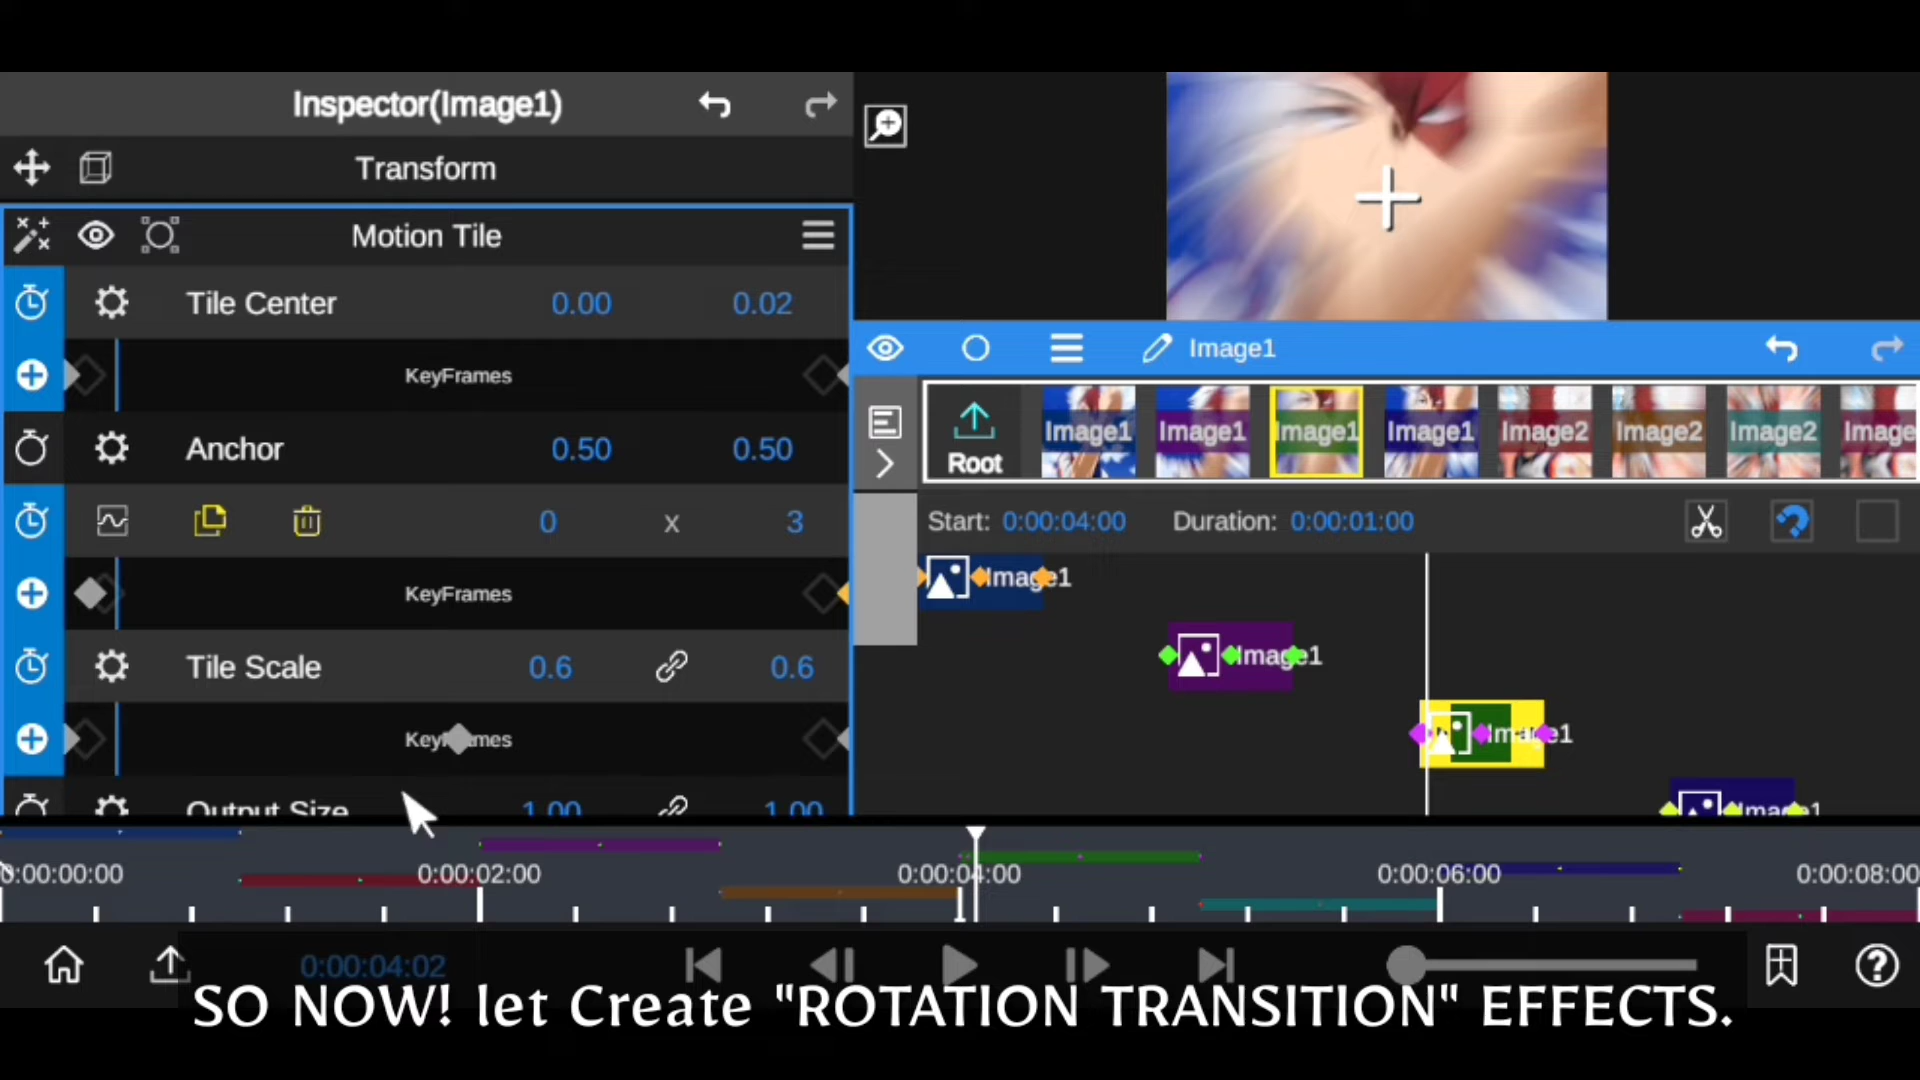 Inspector(Image1)
Transform
Motion Tile
Tile Center 0.00 0.02
KeyFrames
Anchor 0.50 0.50
0 x 3
KeyFrames
Tile Scale 0.6 0.6
KeyFrames
Output Size 1.00 1.00
Image1
Root Image1 Image1 Image1 Image1 Image2 Image2 Image2 Image
Start: 0:00:04:00 Duration: 0:00:01:00
Image1
Image1
Image1
Image1
0:00:00:00 0:00:02:00 0:00:04:00 0:00:06:00 0:00:08:00
0:00:04:02
SO NOW! let Create "ROTATION TRANSITION" EFFECTS.